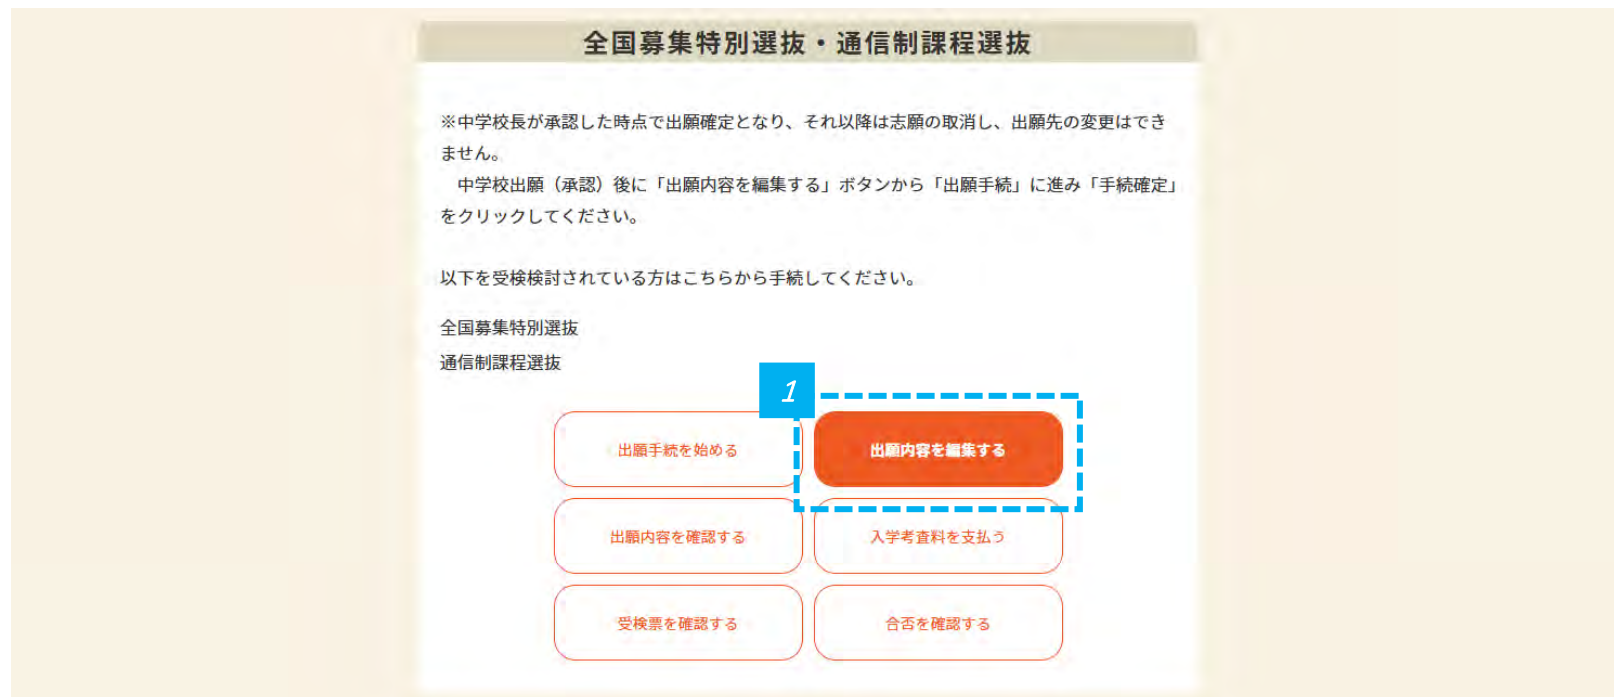 全国募集特別選抜・通信制課程選抜
※中学校長が承認した時点で出願確定となり、それ以降は志願の取消し、出願先の変更はでき
ません。
中学校出願（承認）後に「出願内容を編集する」ボタンから「出願手続」に進み「手続確定」
をクリックしてください。
以下を受検検討されている方はこちらから手続してください。
全国募集特別選抜
通信制課程選抜
1
出願手続を始める
出願内容を編集する
出願内容を確認する
入学考査料を支払う
受検票を確認する
合否を確認する